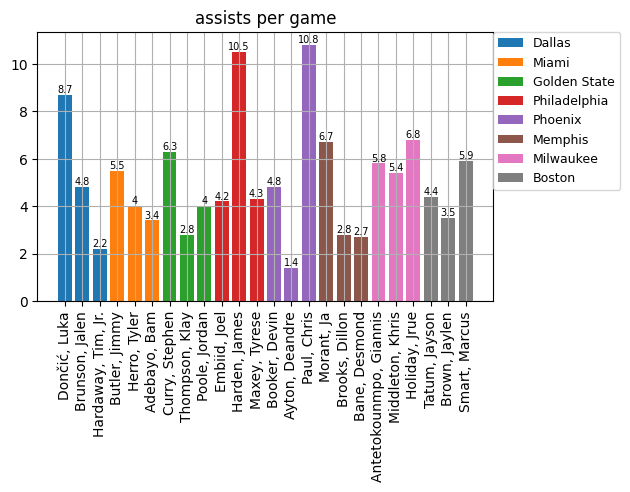 assists per game
10
8
6
4
2
0
8.7
4.8
2.2
5.5
4
3.4
6.3
2.8
4
4.2
10.5
4.3
4.8
1.4
10.8
6.7
2.8
2.7
5.8
5.4
6.8
4.4
3.5
5.9
Dončić, Luka
Brunson, Jalen
Hardaway, Tim, Jr.
Butler, Jimmy
Herro, Tyler
Adebayo, Bam
Curry, Stephen
Thompson, Klay
Poole, Jordan
Embiid, Joel
Harden, James
Maxey, Tyrese
Booker, Devin
Ayton, Deandre
Paul, Chris
Morant, Ja
Brooks, Dillon
Bane, Desmond
Antetokounmpo, Giannis
Middleton, Khris
Holiday, Jrue
Tatum, Jayson
Brown, Jaylen
Smart, Marcus
Dallas
Miami
Golden State
Philadelphia
Phoenix
Memphis
Milwaukee
Boston